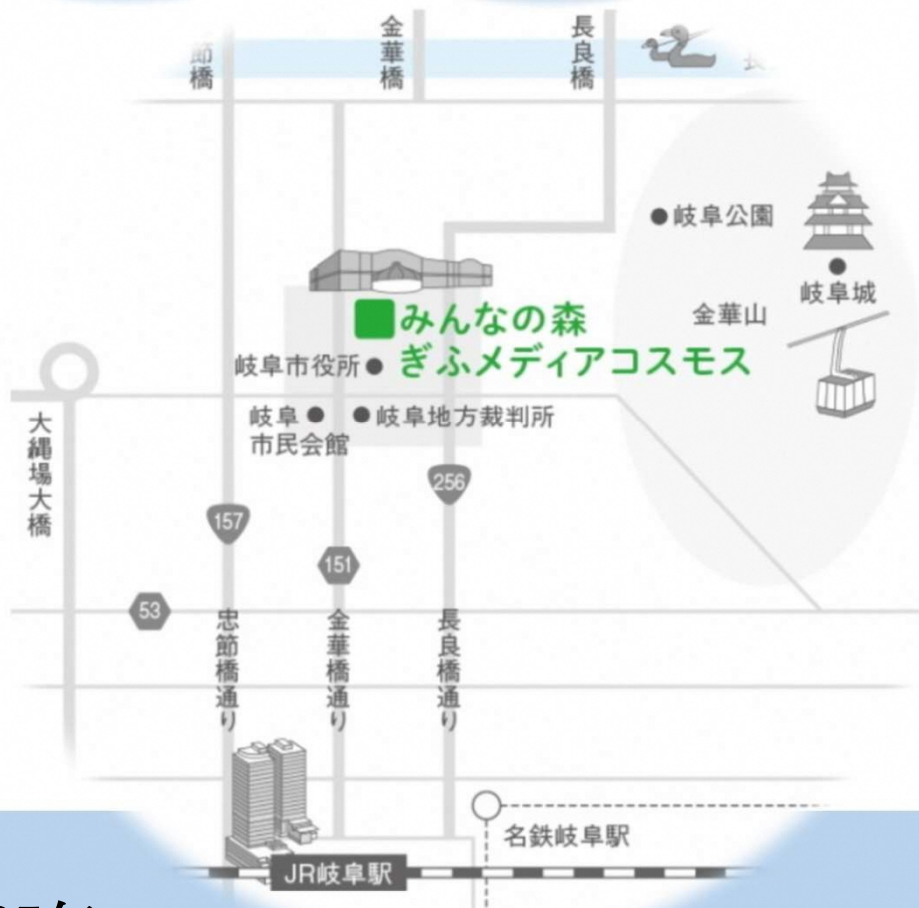 節橋
金華橋
長良橋
長
岐阜公園
岐阜城
金華山
みんなの森
ぎふメディアコスモス
岐阜市役所
岐阜
市民会館
岐阜地方裁判所
大縄場大橋
256
157
151
53
忠節橋通り
金華橋通り
長良橋通り
名鉄岐阜駅
JR岐阜駅